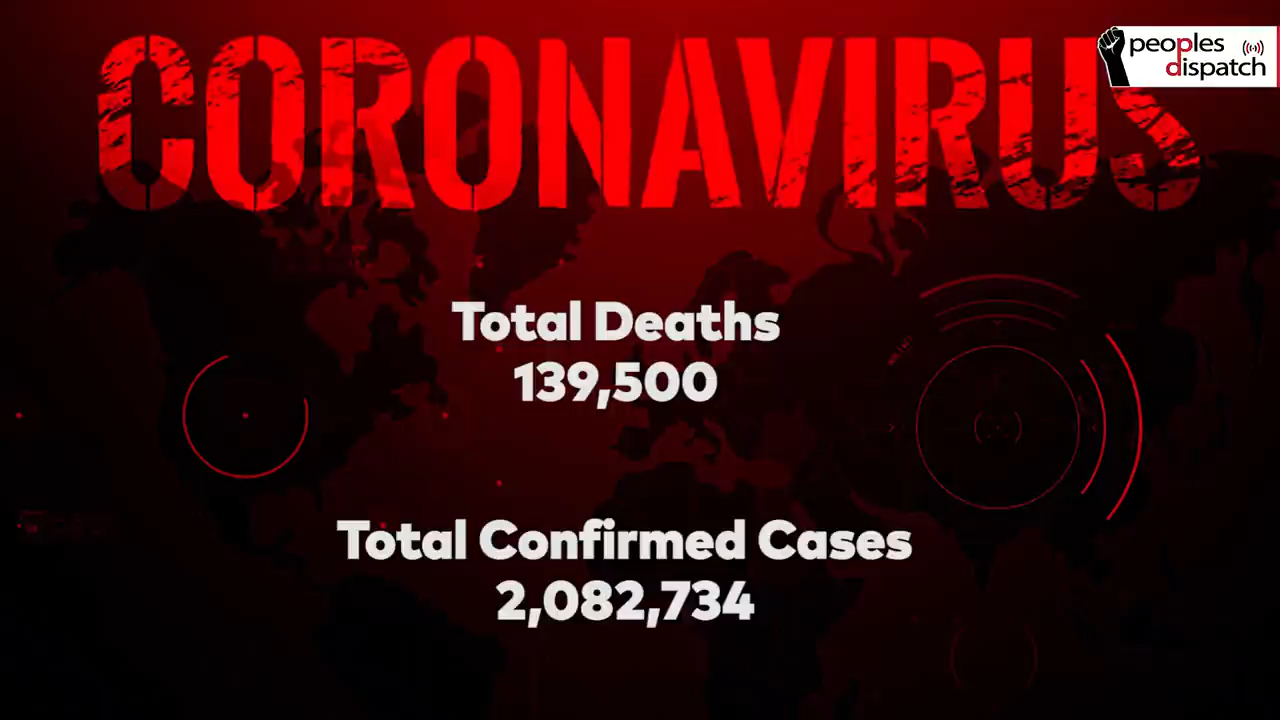 CORONAVIRUS
peoples
dispatch
Total Deaths
139,500
Total Confirmed Cases
2,082,734